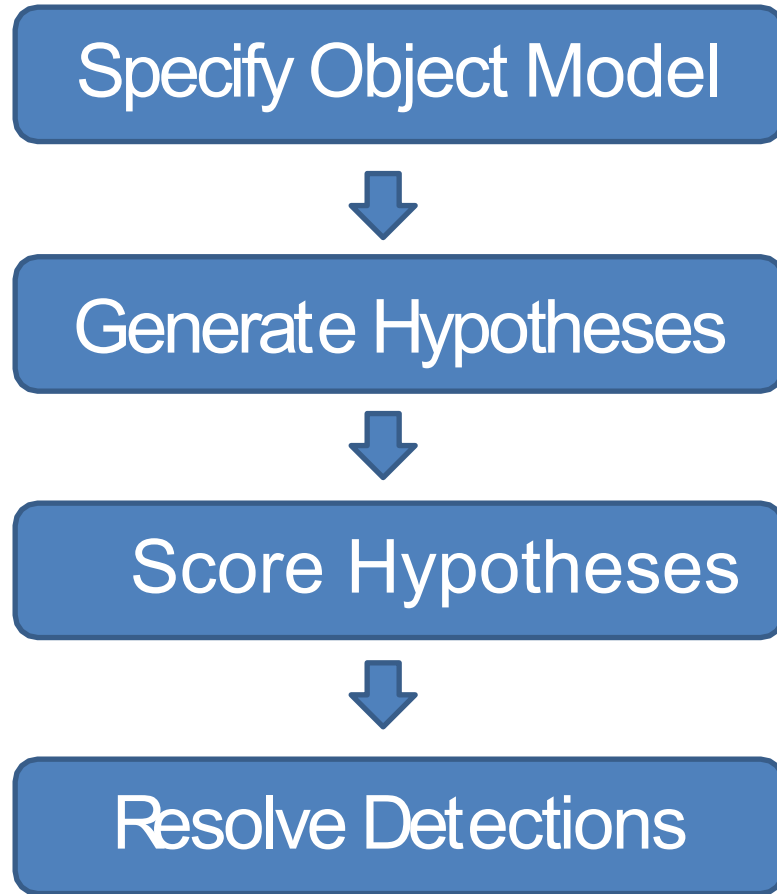 Specify Object Model
Generate Hypotheses
Score Hypotheses
Resolve Detections